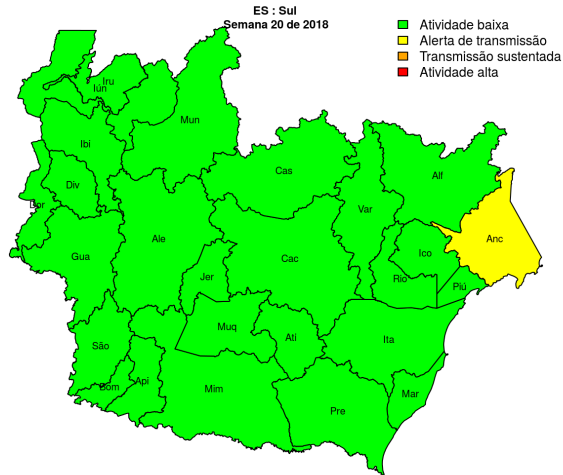 ES : Sul
Semana 20 de 2018
Atividade baixa
Alerta de transmissão
Transmissão sustentada
Atividade alta
Iru
Iún
Mun
Ibi
Cas
Alf
Div
Dor
Var
Ale
Anc
Ico
Gua
Cac
Jer
Rio
Piú
Muq
Ati
Ita
São
Api
Dom
Mim
Mar
Pre